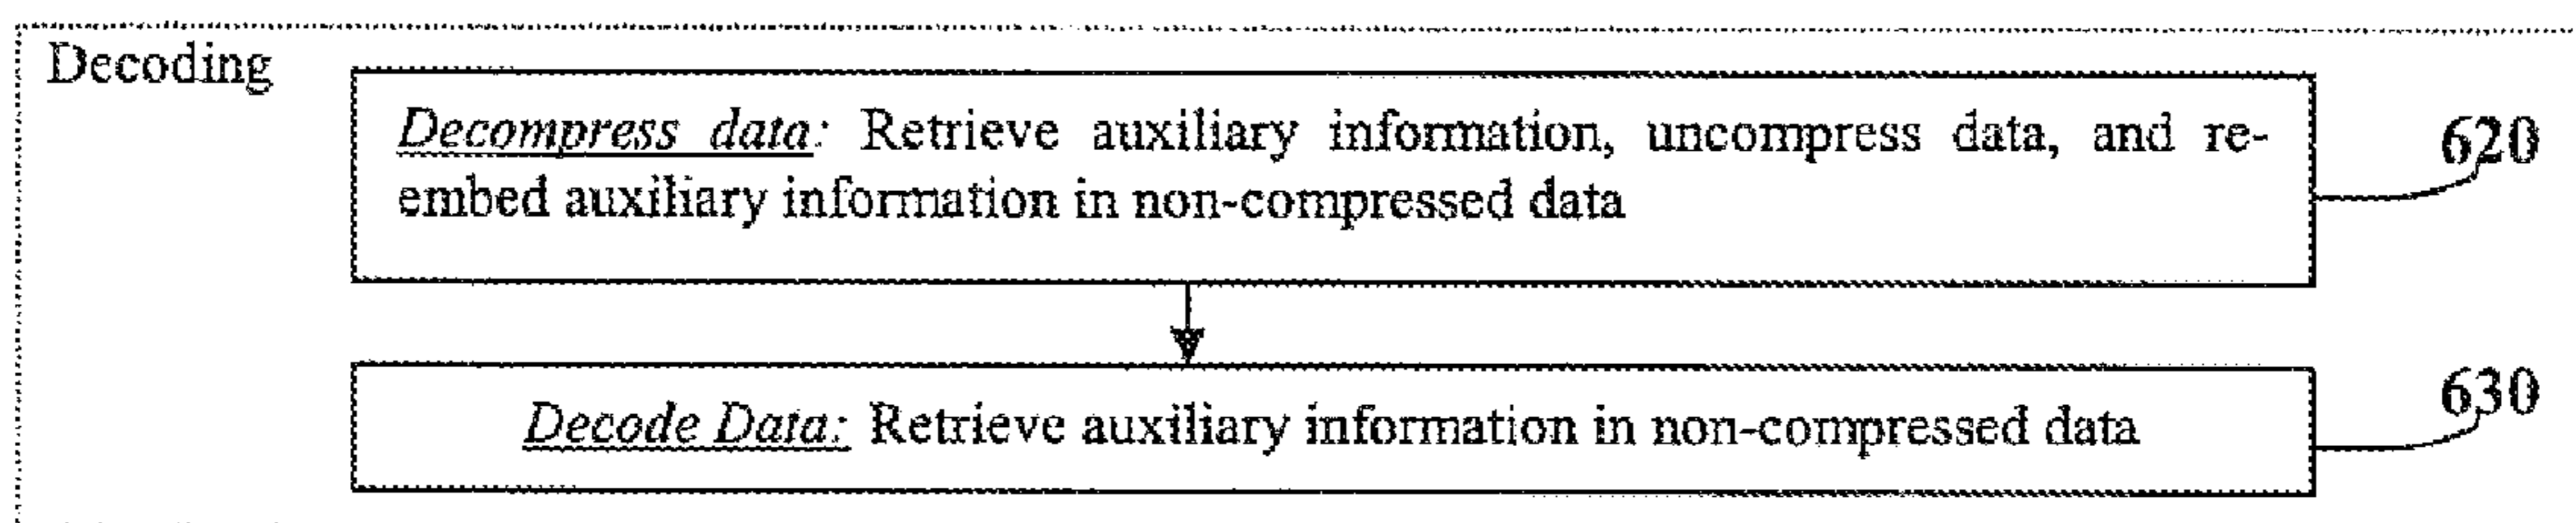 Decoding
Decompress data: Retrieve auxiliary information, uncompress data, and re-
embed auxiliary information in non-compressed data
620
Decode Data: Retrieve auxiliary information in non-compressed data
630